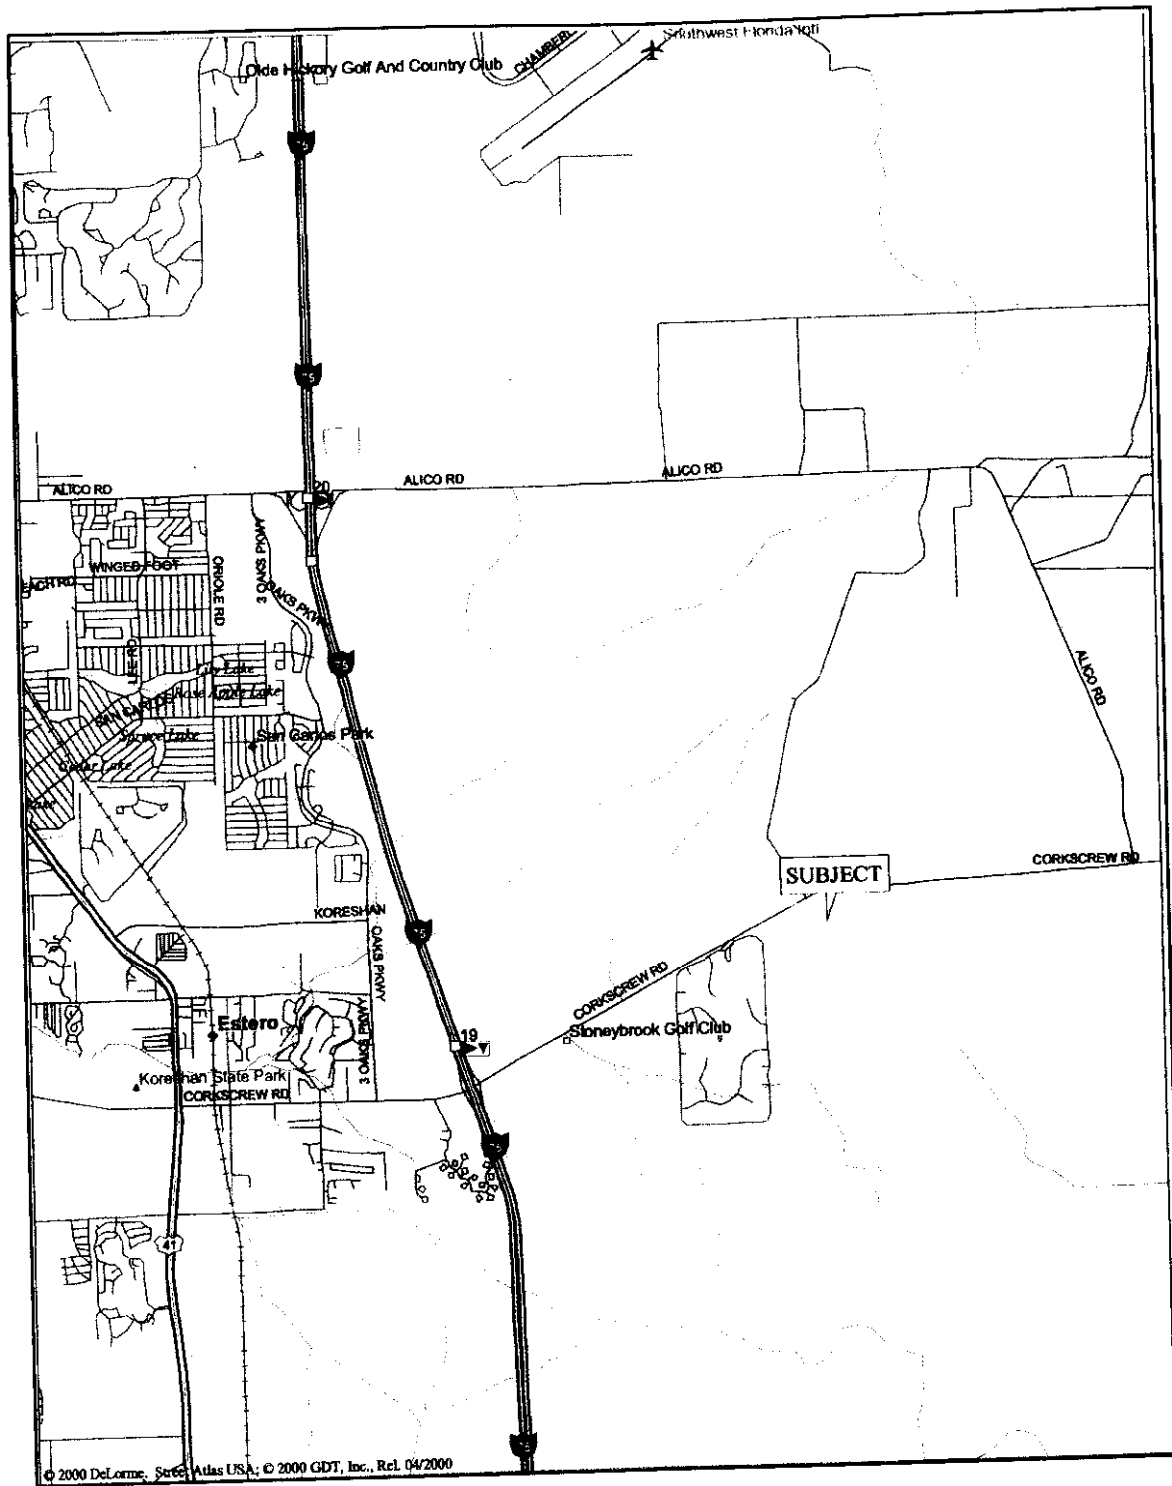 Southwest Florida Intl
CHAMBERL
Olde Hickory Golf And Country Club
75
75
20
ALICO RD
ALICO RD
ALICO RD
WINGED FOOT
EACH RD
ORIOLE RD
3 OAKS PKWY
OAKS PKWY
LEE RD
Lily Lake
75
Rose Apple Lake
SAN CARLOS
Spruce Lake
San Carlos Park
Cedar Lake
Lake
ALICO RD
CORKSCREW RD
SUBJECT
KORESHAN
75
OAKS PKWY
CORKSCREW RD
Estero
19
Stoneybrook Golf Club
3 OAKS PKWY
Koreshan State Park
CORKSCREW RD
75
41
75
© 2000 DeLorme. Street Atlas USA; © 2000 GDT, Inc., Rel. 04/2000